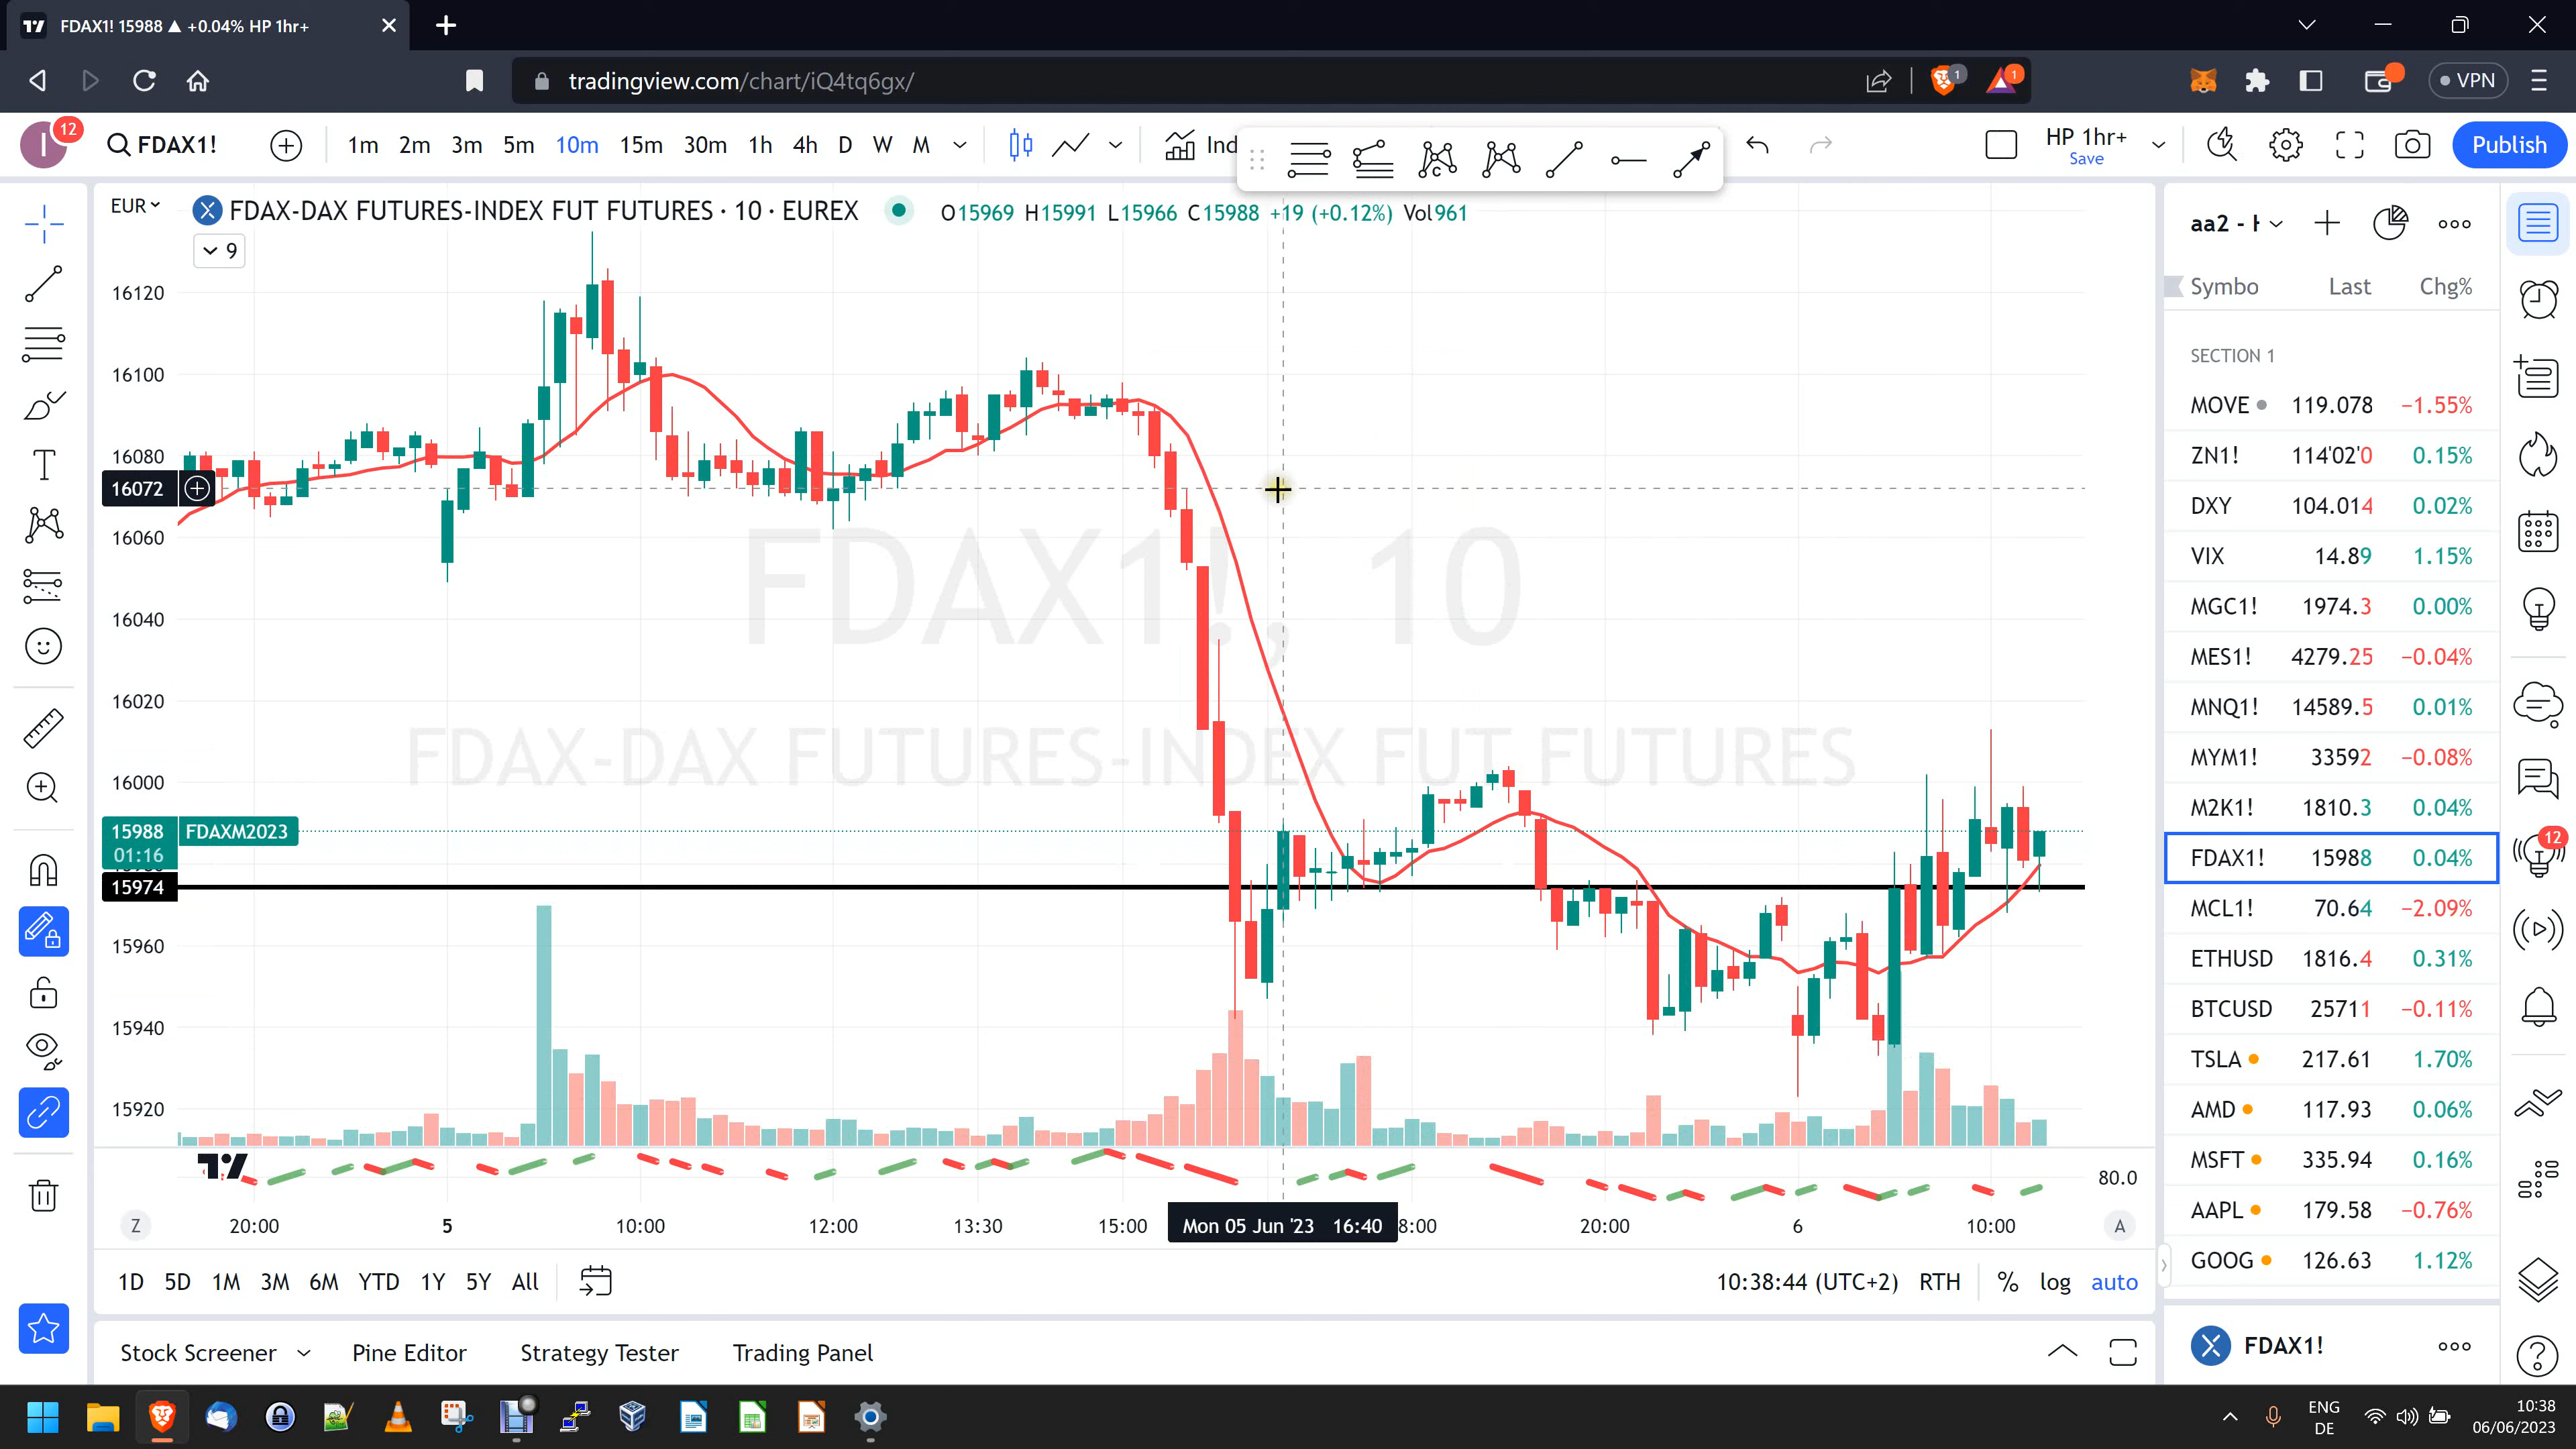 FDAX1! 15988 ▲ +0.04% HP 1hr+
tradingview.com/chart/iQ4tq6gx/
1
1
VPN
I
12
FDAX1!
1m 2m 3m 5m 10m 15m 30m 1h 4h D W M
Ind
C
HP 1hr+
Save
Publish
EUR
FDAX-DAX FUTURES-INDEX FUT FUTURES · 10 · EUREX
O15969 H15991 L15966 C15988 +19 (+0.12%) Vol961
9
16120
16100
16080
16072
16060
16040
16020
16000
15988 FDAXM2023
01:16
15974
15960
15940
15920
FDAX1!, 10
FDAX-DAX FUTURES-INDEX FUT FUTURES
80.0
Z
20:00 5 10:00 12:00 13:30 15:00 Mon 05 Jun '23 16:40 8:00 20:00 6 10:00
A
1D 5D 1M 3M 6M YTD 1Y 5Y All
10:38:44 (UTC+2) RTH % log auto
Stock Screener Pine Editor Strategy Tester Trading Panel
aa2 -
Symbo Last Chg%
SECTION 1
MOVE 119.078 −1.55%
ZN1! 114'02'0 0.15%
DXY 104.014 0.02%
VIX 14.89 1.15%
MGC1! 1974.3 0.00%
MES1! 4279.25 −0.04%
MNQ1! 14589.5 0.01%
MYM1! 33592 −0.08%
M2K1! 1810.3 0.04%
FDAX1! 15988 0.04%
MCL1! 70.64 −2.09%
ETHUSD 1816.4 0.31%
BTCUSD 25711 −0.11%
TSLA 217.61 1.70%
AMD 117.93 0.06%
MSFT 335.94 0.16%
AAPL 179.58 −0.76%
GOOG 126.63 1.12%
FDAX1!
12
ENG
DE
10:38
06/06/2023